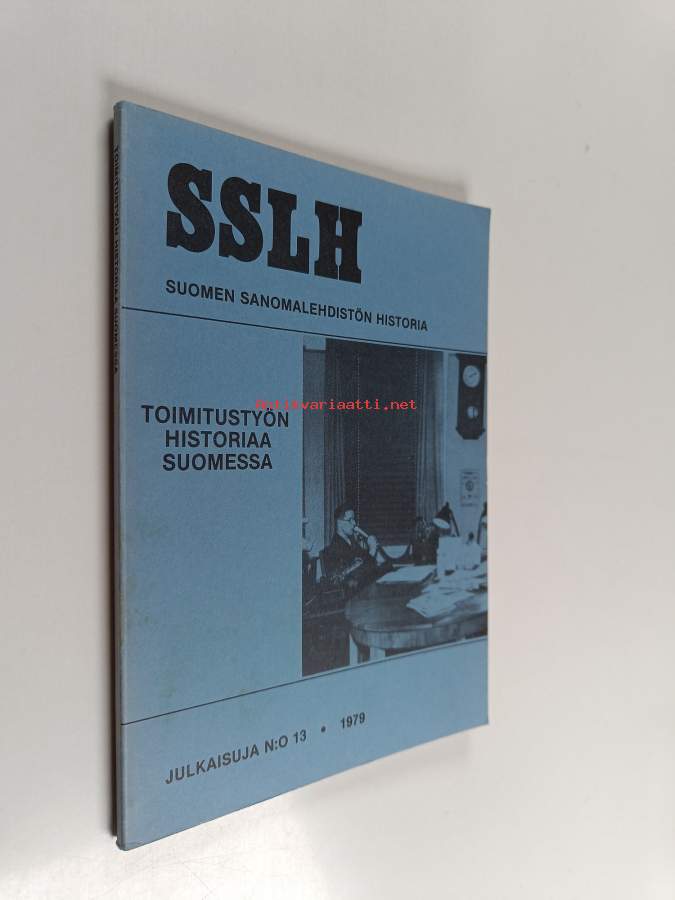 SSLH
SUOMEN SANOMALEHDISTÖN HISTORIA
TOIMITUSTYÖN
HISTORIAA
SUOMESSA
JULKAISUJA N:O 13 • 1979
TOIMITUSTYÖN HISTORIAA SUOMESSA
Antikvariaatti.net